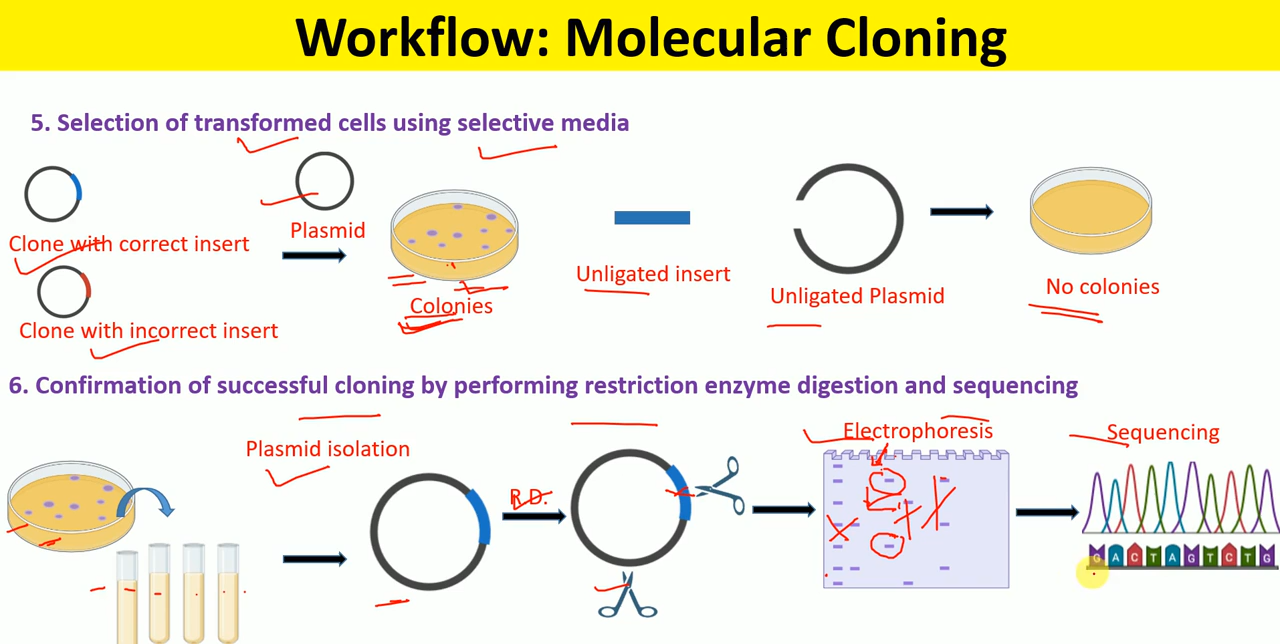 Workflow: Molecular Cloning
5. Selection of transformed cells using selective media
Clone with correct insert
Plasmid
Clone with incorrect insert
Colonies
Unligated insert
Unligated Plasmid
No colonies
6. Confirmation of successful cloning by performing restriction enzyme digestion and sequencing
Plasmid isolation
R.D.
Electrophoresis
Sequencing
G A C T A G T C T G